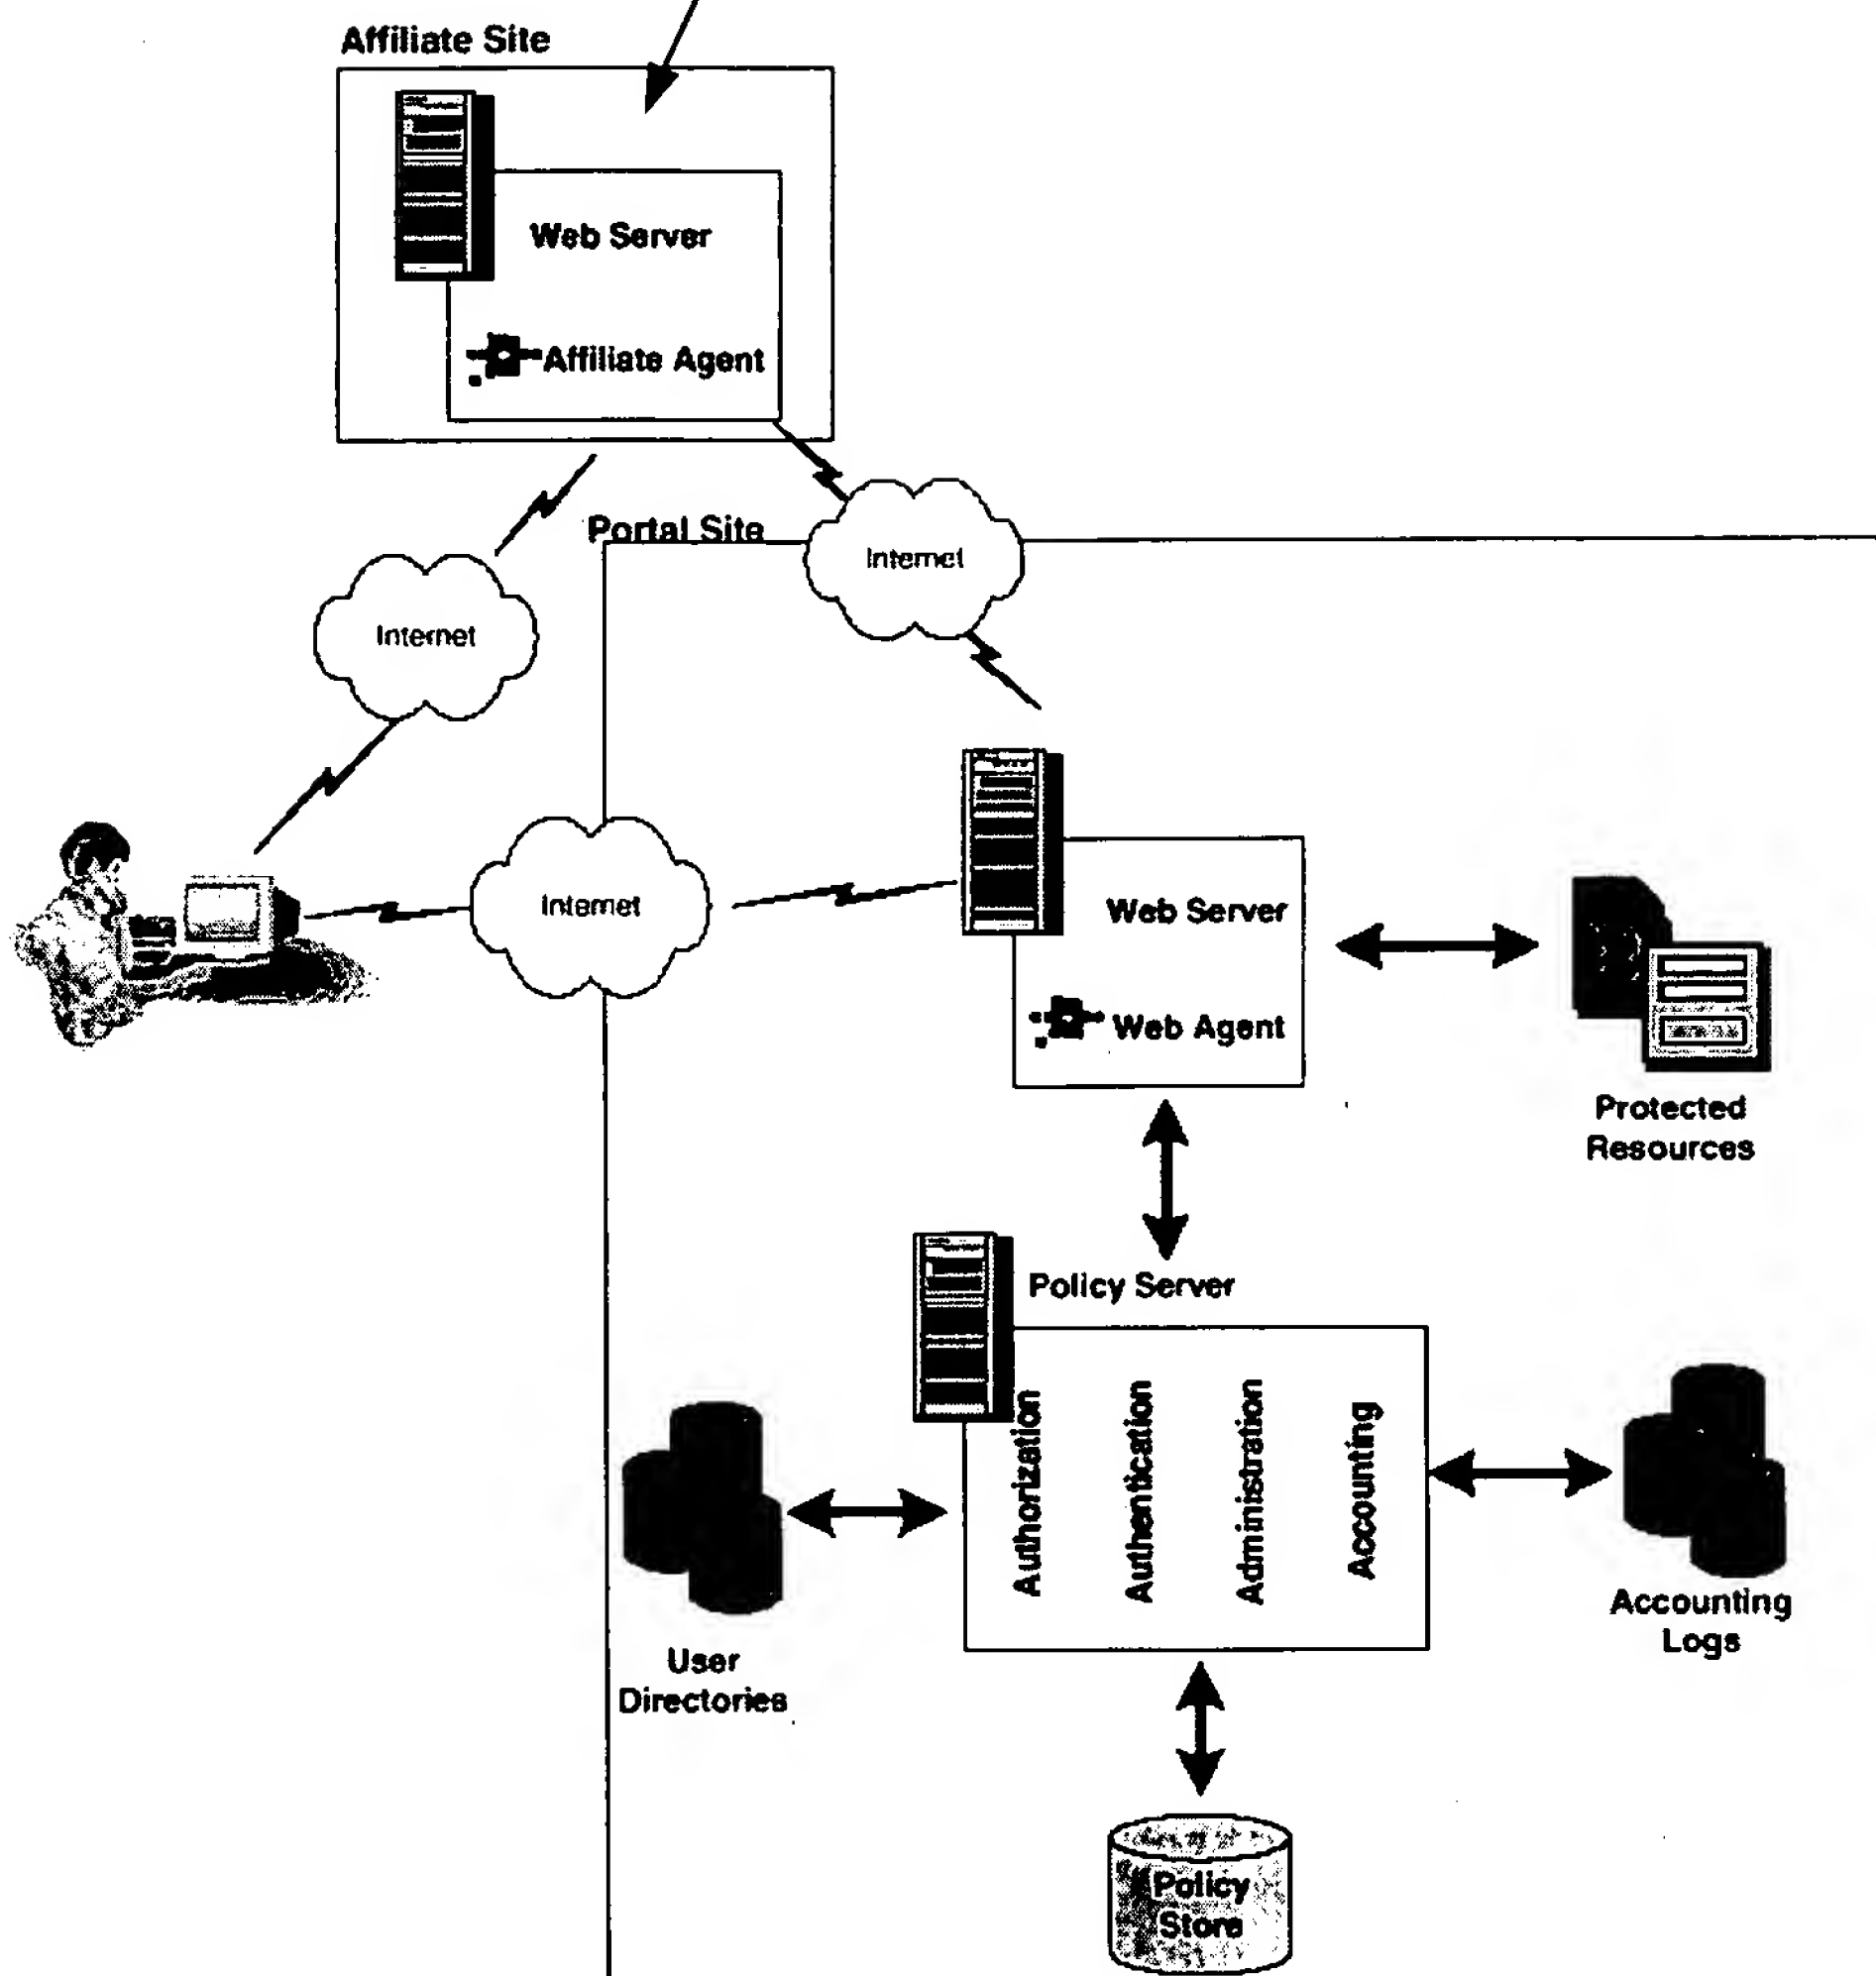 Affiliate Site
Web Server
Affiliate Agent
Portal Site
Internet
Internet
Internet
Web Server
Web Agent
Protected
Resources
Policy Server
Authorization
Authentication
Administration
Accounting
User
Directories
Accounting
Logs
Policy
Store